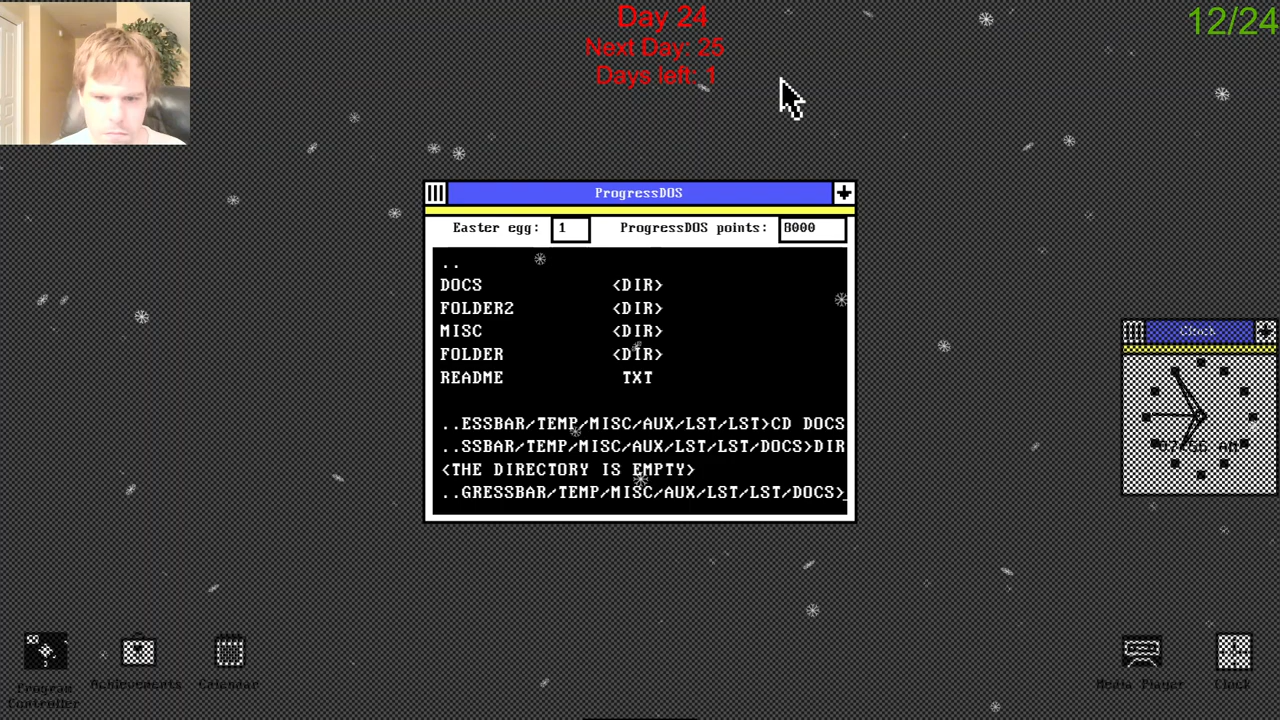 Day 24
Next Day: 25
Days left: 1
12/24
ProgressDOS
Easter egg: 1 ProgressDOS points: 8000
..
DOCS <DIR>
FOLDER2 <DIR>
MISC <DIR>
FOLDER <DIR>
README TXT
..ESSBAR/TEMP/MISC/AUX/LST/LST>CD DOCS
..SSBAR/TEMP/MISC/AUX/LST/LST/DOCS>DIR
<THE DIRECTORY IS EMPTY>
..GRESSBAR/TEMP/MISC/AUX/LST/LST/DOCS>_
Clock
Program
Controller
Achievements
Calendar
Media Player
Clock